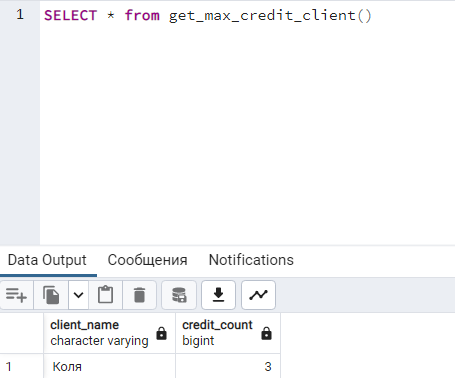 1 SELECT * from get_max_credit_client()
Data Output Сообщения Notifications
client_name credit_count
character varying bigint
1 Коля 3